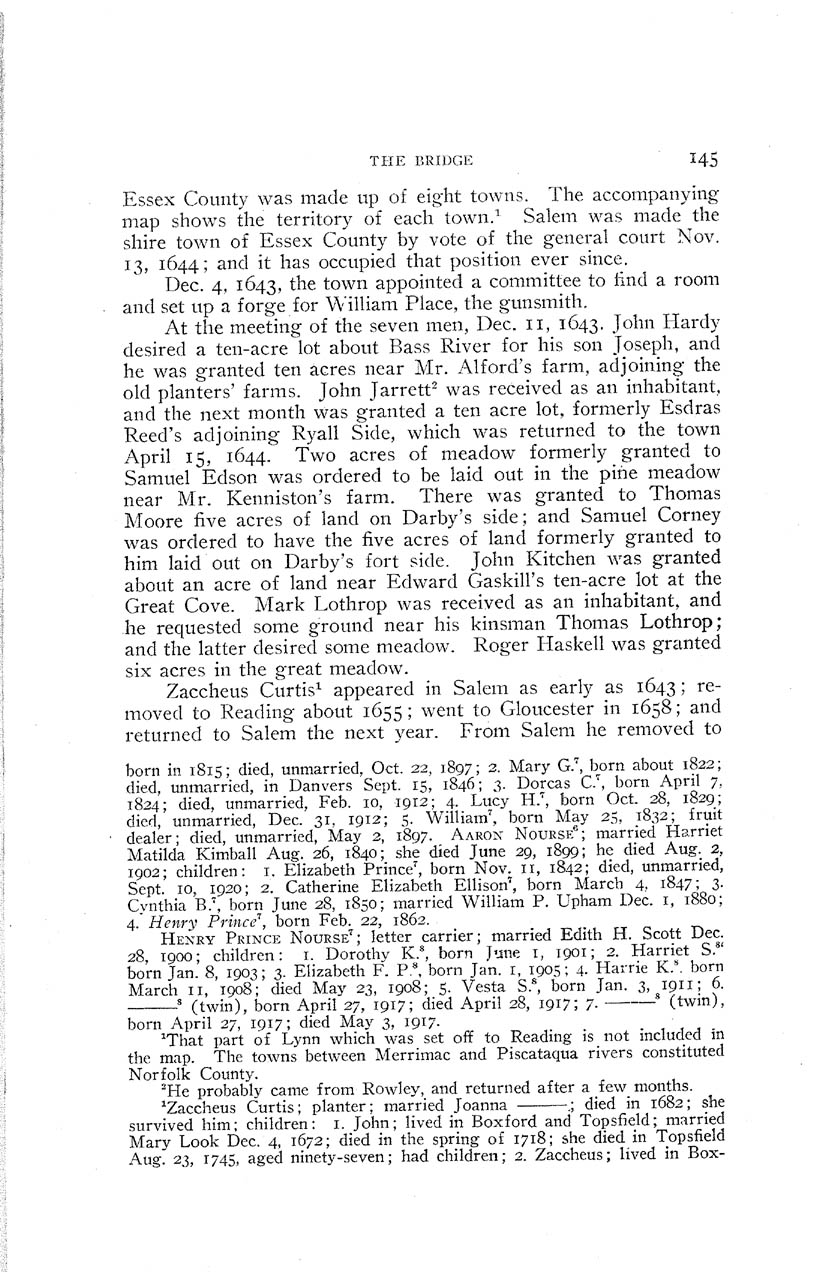 THE BRIDGE 145
Essex County was made up of eight towns. The accompanying
map shows the territory of each town.¹ Salem was made the
shire town of Essex County by vote of the general court Nov.
13, 1644; and it has occupied that position ever since.
Dec. 4, 1643, the town appointed a committee to find a room
and set up a forge for William Place, the gunsmith.
At the meeting of the seven men, Dec. 11, 1643. John Hardy
desired a ten-acre lot about Bass River for his son Joseph, and
he was granted ten acres near Mr. Alford's farm, adjoining the
old planters' farms. John Jarrett² was received as an inhabitant,
and the next month was granted a ten acre lot, formerly Esdras
Reed's adjoining Ryall Side, which was returned to the town
April 15, 1644. Two acres of meadow formerly granted to
Samuel Edson was ordered to be laid out in the pine meadow
near Mr. Kenniston's farm. There was granted to Thomas
Moore five acres of land on Darby's side; and Samuel Corney
was ordered to have the five acres of land formerly granted to
him laid out on Darby's fort side. John Kitchen was granted
about an acre of land near Edward Gaskill's ten-acre lot at the
Great Cove. Mark Lothrop was received as an inhabitant, and
he requested some ground near his kinsman Thomas Lothrop;
and the latter desired some meadow. Roger Haskell was granted
six acres in the great meadow.
Zaccheus Curtis¹ appeared in Salem as early as 1643; re-
moved to Reading about 1655; went to Gloucester in 1658; and
returned to Salem the next year. From Salem he removed to
born in 1815; died, unmarried, Oct. 22, 1897; 2. Mary G.⁷, born about 1822;
died, unmarried, in Danvers Sept. 15, 1846; 3. Dorcas C.⁷, born April 7,
1824; died, unmarried, Feb. 10, 1912; 4. Lucy H.⁷, born Oct. 28, 1829;
died, unmarried, Dec. 31, 1912; 5. William⁷, born May 25, 1832; fruit
dealer; died, unmarried, May 2, 1897. AARON NOURSE⁶; married Harriet
Matilda Kimball Aug. 26, 1840; she died June 29, 1899; he died Aug. 2,
1902; children: 1. Elizabeth Prince⁷, born Nov. 11, 1842; died, unmarried,
Sept. 10, 1920; 2. Catherine Elizabeth Ellison⁷, born March 4, 1847; 3.
Cynthia B.⁷, born June 28, 1850; married William P. Upham Dec. 1, 1880;
4. Henry Prince⁷, born Feb. 22, 1862.
HENRY PRINCE NOURSE⁷; letter carrier; married Edith H. Scott Dec.
28, 1900; children: 1. Dorothy K.⁸, born June 1, 1901; 2. Harriet S.⁸
born Jan. 8, 1903; 3. Elizabeth F. P.⁸, born Jan. 1, 1905; 4. Harrie K.⁸. born
March 11, 1908; died May 23, 1908; 5. Vesta S.⁸, born Jan. 3, 1911; 6.
———⁸ (twin), born April 27, 1917; died April 28, 1917; 7. ———⁸ (twin),
born April 27, 1917; died May 3, 1917.
¹That part of Lynn which was set off to Reading is not included in
the map. The towns between Merrimac and Piscataqua rivers constituted
Norfolk County.
²He probably came from Rowley, and returned after a few months.
¹Zaccheus Curtis; planter; married Joanna ———; died in 1682; she
survived him; children: 1. John; lived in Boxford and Topsfield; married
Mary Look Dec. 4, 1672; died in the spring of 1718; she died in Topsfield
Aug. 23, 1745, aged ninety-seven; had children; 2. Zaccheus; lived in Box-